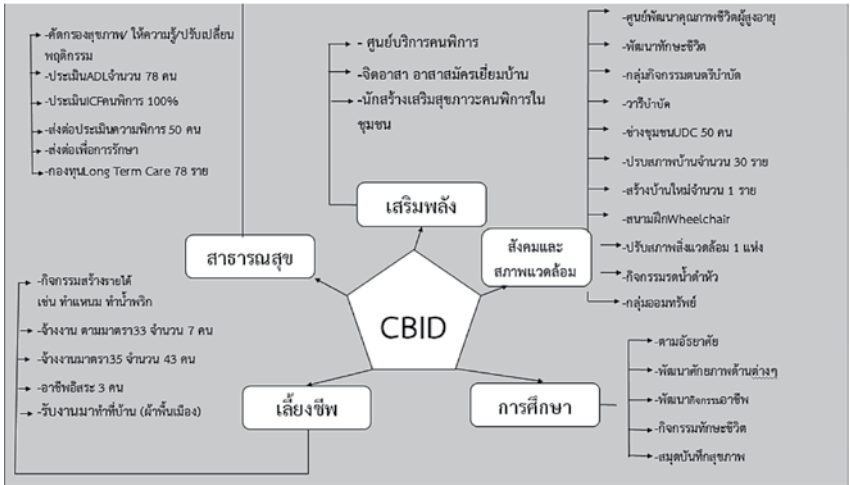 -คัดกรองสุขภาพ/ ให้ความรู้/ปรับเปลี่ยน
พฤติกรรม
-ประเมินADLจำนวน 78 คน
-ประเมินICFคนพิการ 100%
-ส่งต่อประเมินความพิการ 50 คน
-ส่งต่อเพื่อการรักษา
-กองทุนLong Term Care 78 ราย
สาธารณสุข
- ศูนย์บริการคนพิการ
-จิตอาสา อาสาสมัครเยี่ยมบ้าน
-นักสร้างเสริมสุขภาวะคนพิการใน
ชุมชน
เสริมพลัง
-ศูนย์พัฒนาคุณภาพชีวิตผู้สูงอายุ
-พัฒนาทักษะชีวิต
-กลุ่มกิจกรรมดนตรีบำบัด
-วารีบำบัด
-ช่างชุมชนUDC 50 คน
-ปรบสภาพบ้านจำนวน 30 ราย
-สร้างบ้านใหม่จำนวน 1 ราย
-สนามฝึกWheelchair
-ปรับสภาพสิ่งแวดล้อม 1 แห่ง
-กิจกรรมรดน้ำดำหัว
-กลุ่มออมทรัพย์
สังคมและ
สภาพแวดล้อม
CBID
-กิจกรรมสร้างรายได้
เช่น ทำแหนม ทำน้ำพริก
-จ้างงาน ตามมาตรา33 จำนวน 7 คน
-จ้างงานมาตรา35 จำนวน 43 คน
-อาชีพอิสระ 3 คน
-รับงานมาทำที่บ้าน (ผ้าพื้นเมือง)
เลี้ยงชีพ
การศึกษา
-ตามอัธยาศัย
-พัฒนาศักยภาพด้านต่างๆ
-พัฒนากิจกรรมอาชีพ
-กิจกรรมทักษะชีวิต
-สมุดบันทึกสุขภาพ